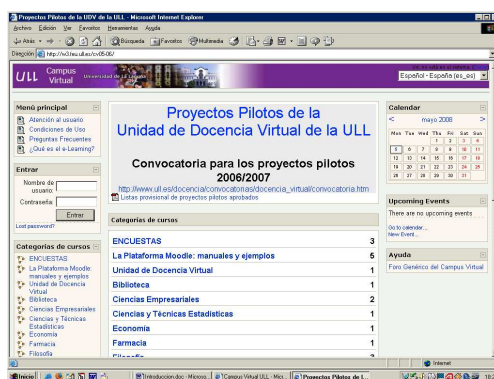 Proyectos Pilotos de la UDV de la ULL - Microsoft Internet Explorer
Archivo Edición Ver Favoritos Herramientas Ayuda
Atrás Búsqueda Favoritos Multimedia
Dirección http://w3.teu.ull.es/cv05-06/
ULL Campus Virtual Universidad de La Laguna
Español - España (es_es)
Menú principal
Atención al usuario
Condiciones de Uso
Preguntas Frecuentes
¿Qué es el e-Learning?
Entrar
Nombre de
usuario:
Contraseña:
Entrar
Lost password?
Categorías de cursos
ENCUESTAS
La Plataforma Moodle:
manuales y ejemplos
Unidad de Docencia
Virtual
Biblioteca
Ciencias Empresariales
Ciencias y Técnicas
Estadísticas
Economía
Farmacia
Filosofía
Proyectos Pilotos de la
Unidad de Docencia Virtual de la ULL
Convocatoria para los proyectos pilotos
2006/2007
http://www.ull.es/docencia/convocatorias/docencia_virtual/convocatoria.htm
Listas provisional de proyectos pilotos aprobados
Categorías de cursos
ENCUESTAS 3
La Plataforma Moodle: manuales y ejemplos 5
Unidad de Docencia Virtual 1
Biblioteca 1
Ciencias Empresariales 2
Ciencias y Técnicas Estadísticas 1
Economía 1
Farmacia 1
Filosofía
Calendar
< mayo 2008 >
Mon Tue Wed Thu Fri Sat Sun
1 2 3 4
5 6 7 8 9 10 11
12 13 14 15 16 17 18
19 20 21 22 23 24 25
26 27 28 29 30 31
Upcoming Events
There are no upcoming events
Go to calendar...
New Event...
Ayuda
Foro Genérico del Campus Virtual
Internet
Inicio
Introduccion.doc - Micros...
Campus Virtual ULL - Micr...
Proyectos Pilotos de l...